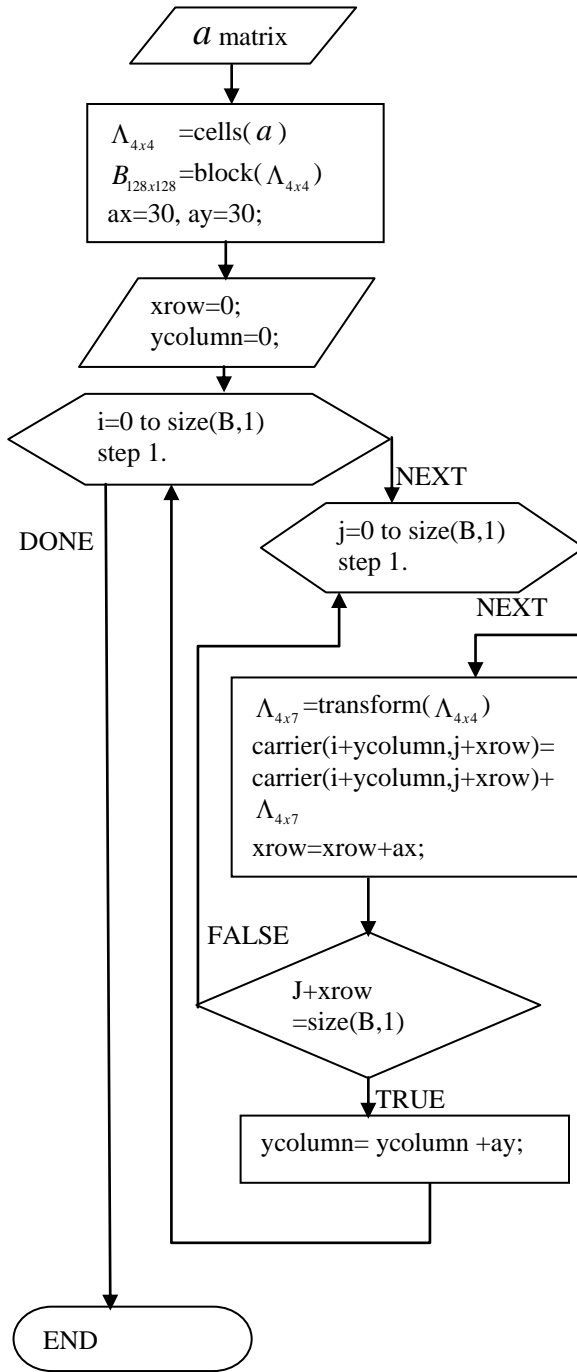 a matrix
Λ4x4 =cells(a)
B128x128=block(Λ4x4)
ax=30, ay=30;
xrow=0;
ycolumn=0;
i=0 to size(B,1)
step 1.
NEXT
DONE
j=0 to size(B,1)
step 1.
NEXT
Λ4x7=transform(Λ4x4)
carrier(i+ycolumn,j+xrow)=
carrier(i+ycolumn,j+xrow)+
Λ4x7
xrow=xrow+ax;
FALSE
J+xrow
=size(B,1)
TRUE
ycolumn= ycolumn +ay;
END